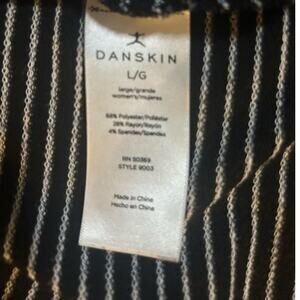 DANSKIN
L/G
large/grande
women's/mujeres
68% Polyester/Poliéster
28% Rayon/Rayón
4% Spandex/Spandex
RN 50369
STYLE 9003
Made in China
Hecho en China